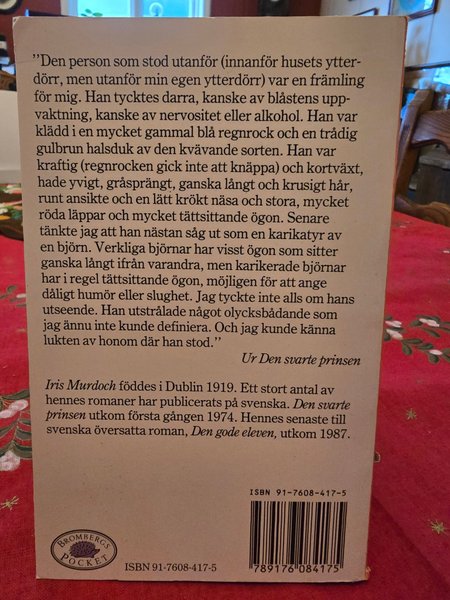 "Den person som stod utanför (innanför husets ytter-
dörr, men utanför min egen ytterdörr) var en främling
för mig. Han tycktes darra, kanske av blåstens upp-
vaktning, kanske av nervositet eller alkohol. Han var
klädd i en mycket gammal blå regnrock och en trådig
gulbrun halsduk av den kvävande sorten. Han var
kraftig (regnrocken gick inte att knäppa) och kortväxt,
hade yvigt, gråsprängt, ganska långt och krusigt hår,
runt ansikte och en lätt krökt näsa och stora, mycket
röda läppar och mycket tättsittande ögon. Senare
tänkte jag att han nästan såg ut som en karikatyr av
en björn. Verkliga björnar har visst ögon som sitter
ganska långt ifrån varandra, men karikerade björnar
har i regel tättsittande ögon, möjligen för att ange
dåligt humör eller slughet. Jag tyckte inte alls om hans
utseende. Han utstrålade något olycksbådande som
jag ännu inte kunde definiera. Och jag kunde känna
lukten av honom där han stod."
Ur Den svarte prinsen
Iris Murdoch föddes i Dublin 1919. Ett stort antal av
hennes romaner har publicerats på svenska. Den svarte
prinsen utkom första gången 1974. Hennes senaste till
svenska översatta roman, Den gode eleven, utkom 1987.
ISBN 91-7608-417-5
BROMBERGS
POCKET
ISBN 91-7608-417-5
789176084175